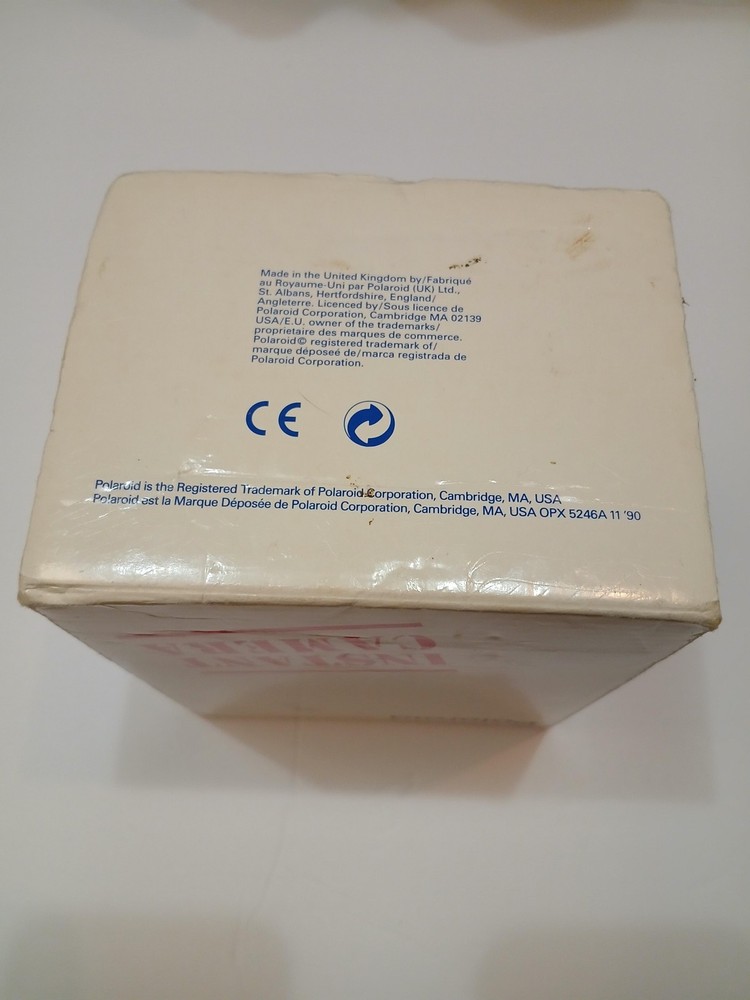 Made in the United Kingdom by/Fabriqué
au Royaume-Uni par Polaroid (UK) Ltd.,
St. Albans, Hertfordshire, England/
Angleterre. Licenced by/Sous licence de
Polaroid Corporation, Cambridge MA 02139
USA/E.U. owner of the trademarks/
proprietaire des marques de commerce.
Polaroid© registered trademark of/
marque déposeé de/marca registrada de
Polaroid Corporation.
CE
Polaroid is the Registered Trademark of Polaroid Corporation, Cambridge, MA, USA
Polaroid est la Marque Déposée de Polaroid Corporation, Cambridge, MA, USA OPX 5246A 11 '90
INSTANT
CAMERA